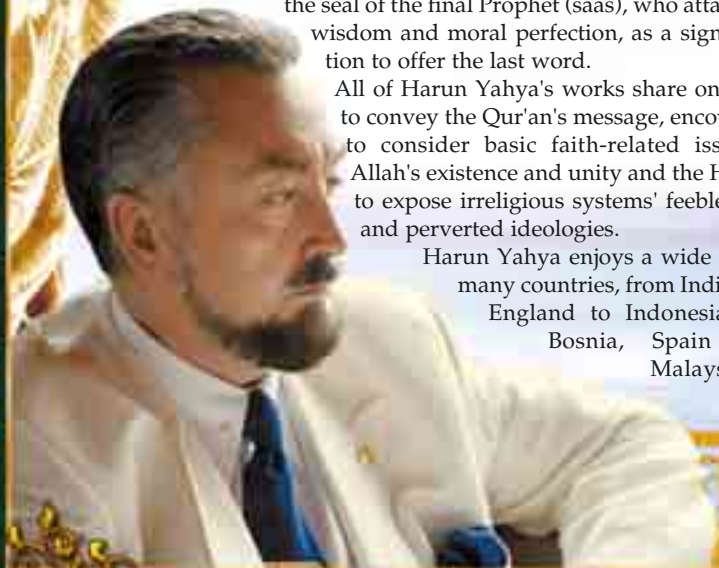 the seal of the final Prophet (saas), who atta
wisdom and moral perfection, as a sign
tion to offer the last word.
All of Harun Yahya's works share on
to convey the Qur'an's message, encou
to consider basic faith-related iss
Allah's existence and unity and the H
to expose irreligious systems' feeble
and perverted ideologies.
Harun Yahya enjoys a wide
many countries, from Indi
England to Indonesia
Bosnia, Spain
Malays